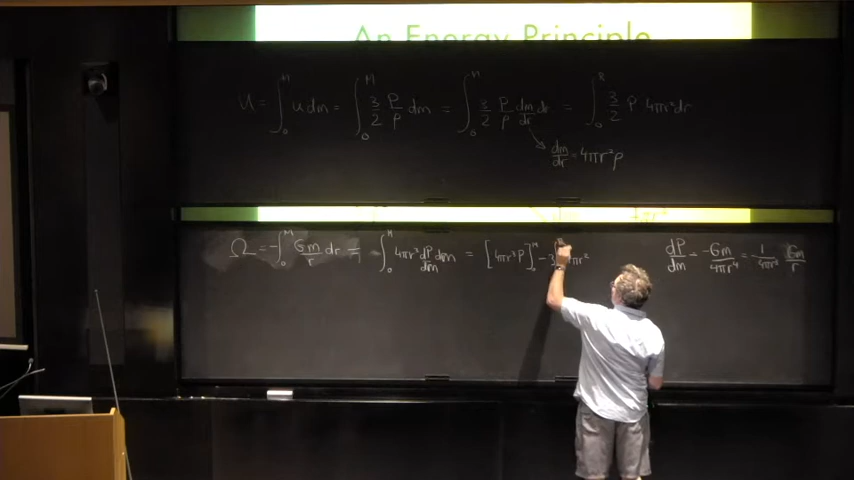 An Energy Principle
U = ∫₀ᴹ u dm = ∫₀ᴹ 3/2 P/ρ dm = ∫₀ᴹ 3/2 P/ρ dm/dr dr = ∫₀ᴿ 3/2 P 4πr²dr
dm/dr = 4πr²ρ
Ω = -∫₀ᴹ Gm/r dr = ∫₀ᴹ 4πr³ dP/dm dm = [4πr³P]₀ᴹ - 3
dP/dm = -Gm/4πr⁴ = -1/4πr³ Gm/r